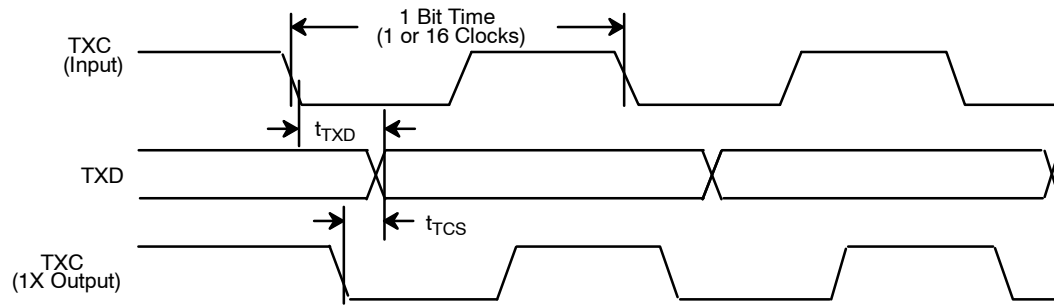 1 Bit Time
(1 or 16 Clocks)
TXC
(Input)
tTXD
TXD
tTCS
TXC
(1X Output)